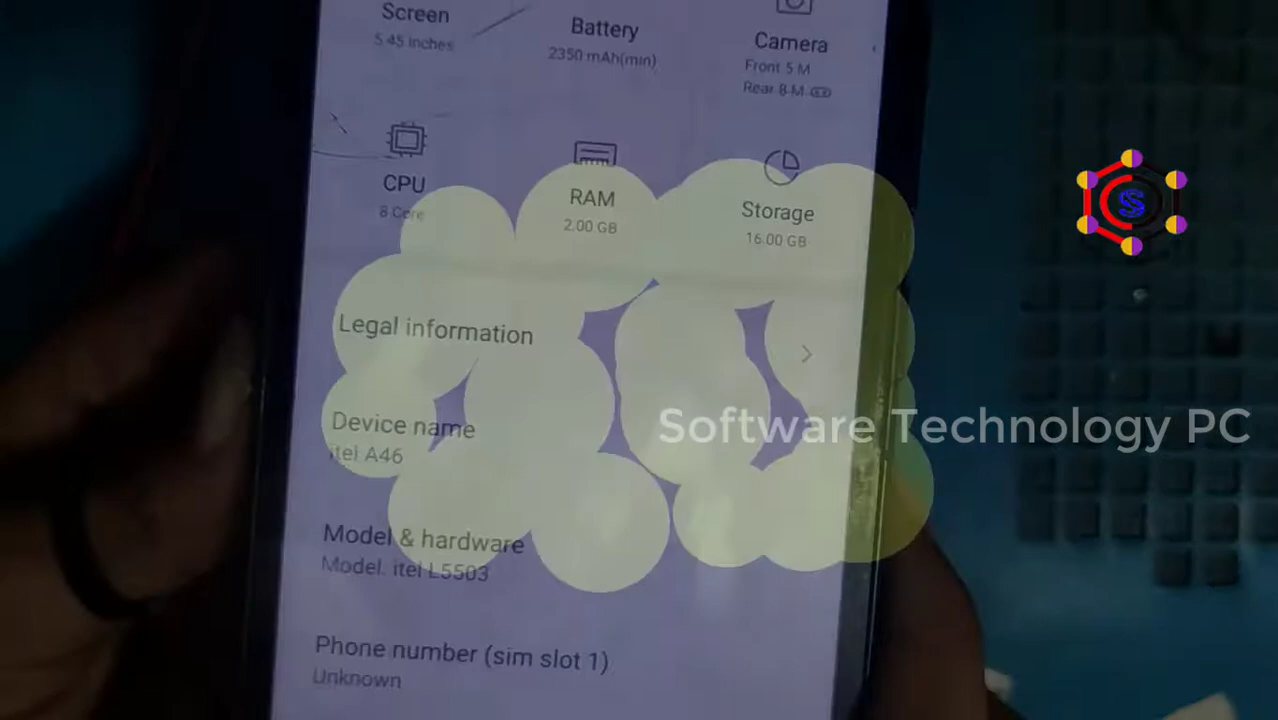 Screen
5.45 inches
Battery
2350 mAh(min)
Camera
Front 5 M
Rear 8 M
CPU
8 Core
RAM
2.00 GB
Storage
16.00 GB
Legal information
Device name
itel A46
Model & hardware
Model. itel L5503
Phone number (sim slot 1)
Unknown
S
Software Technology PC